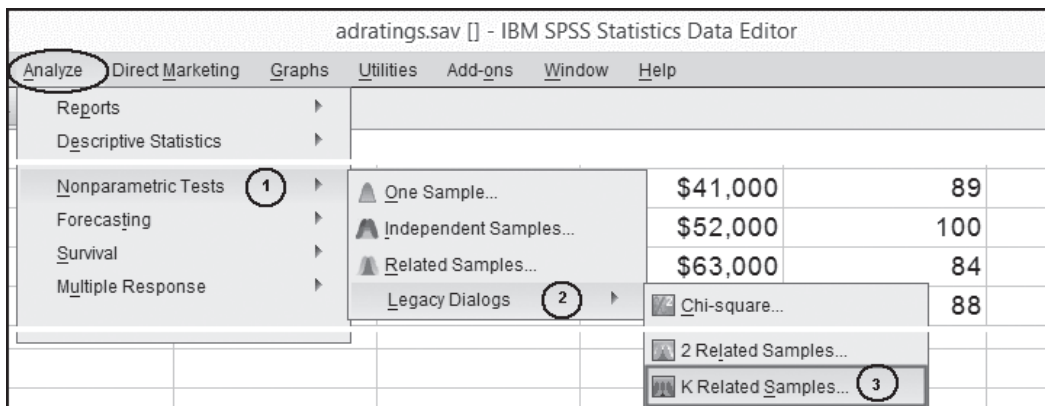 adratings.sav [] - IBM SPSS Statistics Data Editor
Analyze Direct Marketing Graphs Utilities Add-ons Window Help
Reports
Descriptive Statistics
Nonparametric Tests 1
Forecasting
Survival
Multiple Response
One Sample...
Independent Samples...
Related Samples...
Legacy Dialogs 2
Chi-square...
2 Related Samples...
K Related Samples... 3
$41,000 89
$52,000 100
$63,000 84
88